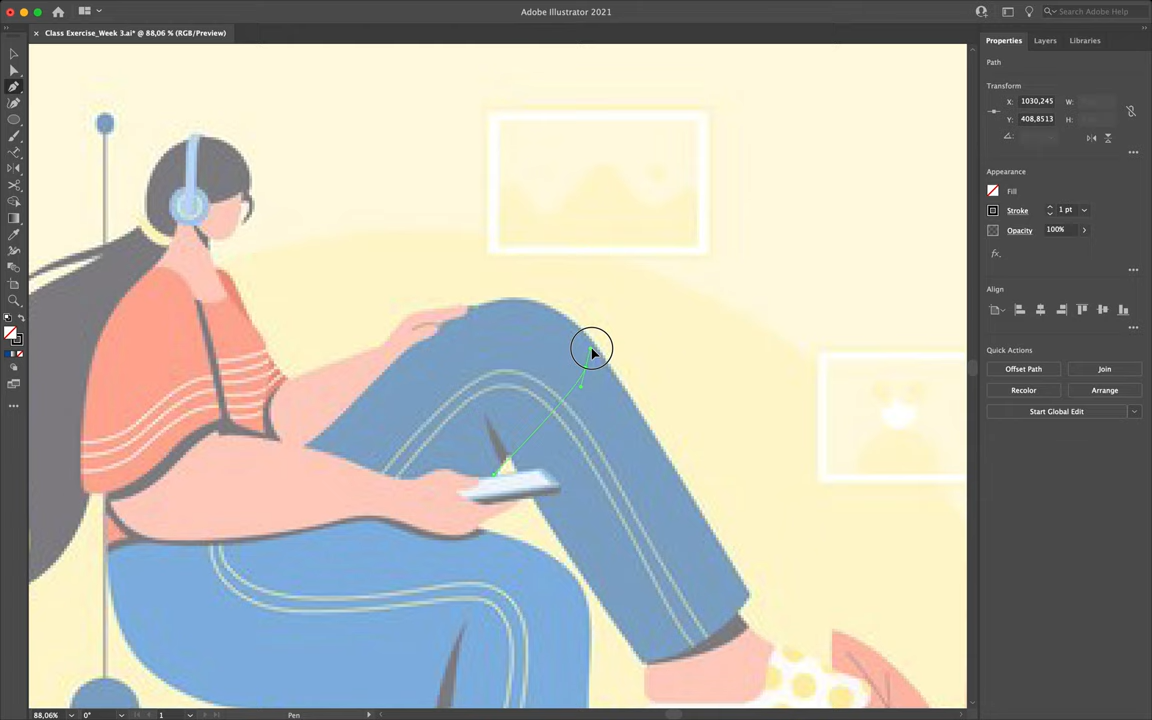 Adobe Illustrator 2021
Search Adobe Help
Class Exercise_Week 3.ai* @ 88,06 % (RGB/Preview)
Properties Layers Libraries
Path
Transform
X: 1030,245 W:
Y: 408,8513 H:
Appearance
Fill
Stroke 1 pt
Opacity 100%
fx.
Align
Quick Actions
Offset Path Join
Recolor Arrange
Start Global Edit
88,06% 0° 1 Pen